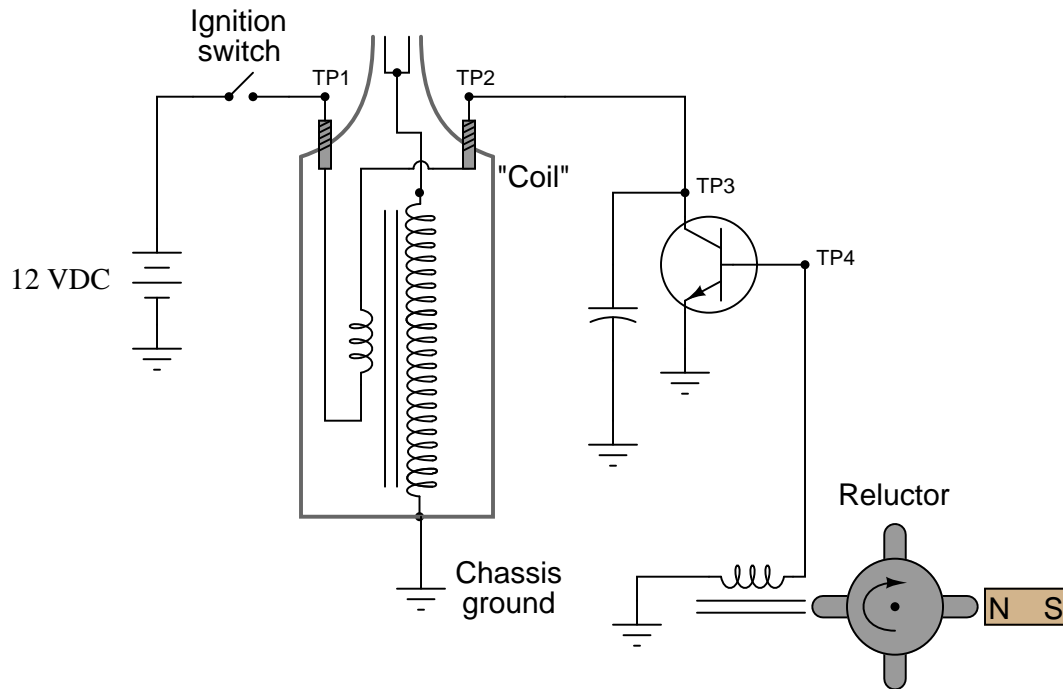 Ignition
switch
TP1
TP2
"Coil"
TP3
12 VDC
TP4
Reluctor
Chassis
ground
N S